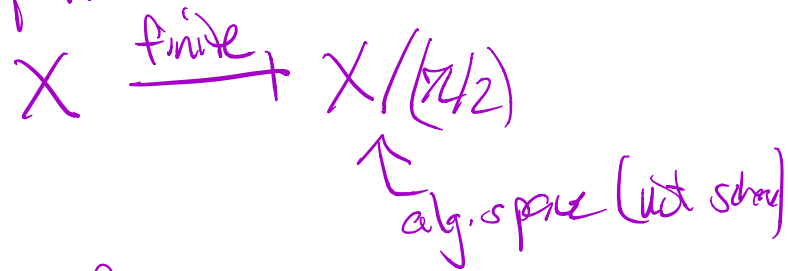 finite
X → X/(ℤ/2)
↑
alg. space (not scheme)